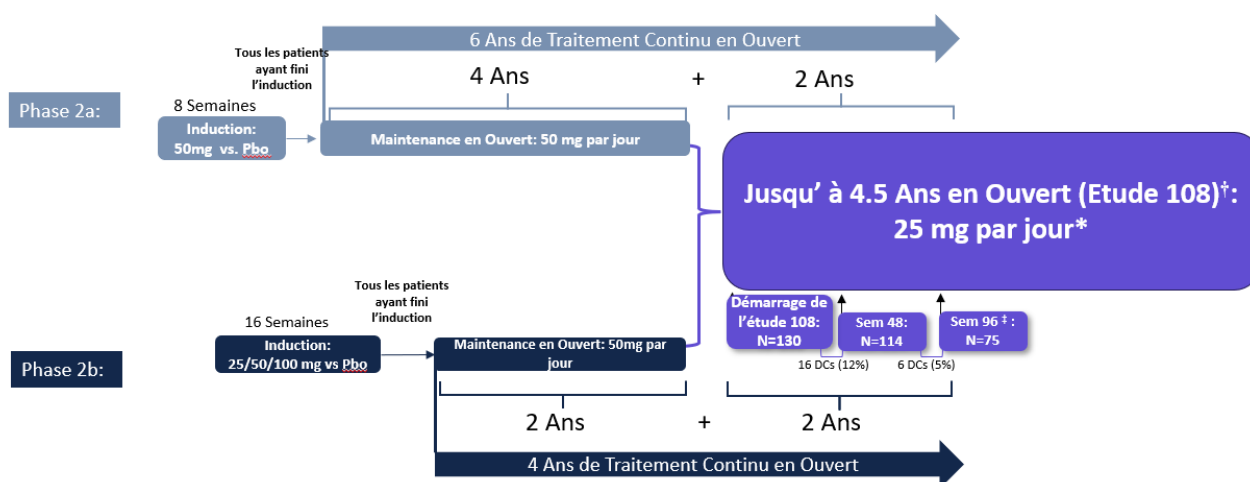 6 Ans de Traitement Continu en Ouvert
Tous les patients
ayant fini
l’induction
4 Ans
+
2 Ans
Phase 2a:
8 Semaines
Induction:
50mg vs. Pbo
Maintenance en Ouvert: 50 mg par jour
Jusqu’ à 4.5 Ans en Ouvert (Etude 108)†:
25 mg par jour*
Tous les patients
ayant fini
l’induction
Démarrage de
l’étude 108:
N=130
Sem 48:
N=114
Sem 96 ‡ :
N=75
16 DCs (12%)
6 DCs (5%)
16 Semaines
Phase 2b:
Induction:
25/50/100 mg vs Pbo
Maintenance en Ouvert: 50mg par
jour
2 Ans
+
2 Ans
4 Ans de Traitement Continu en Ouvert